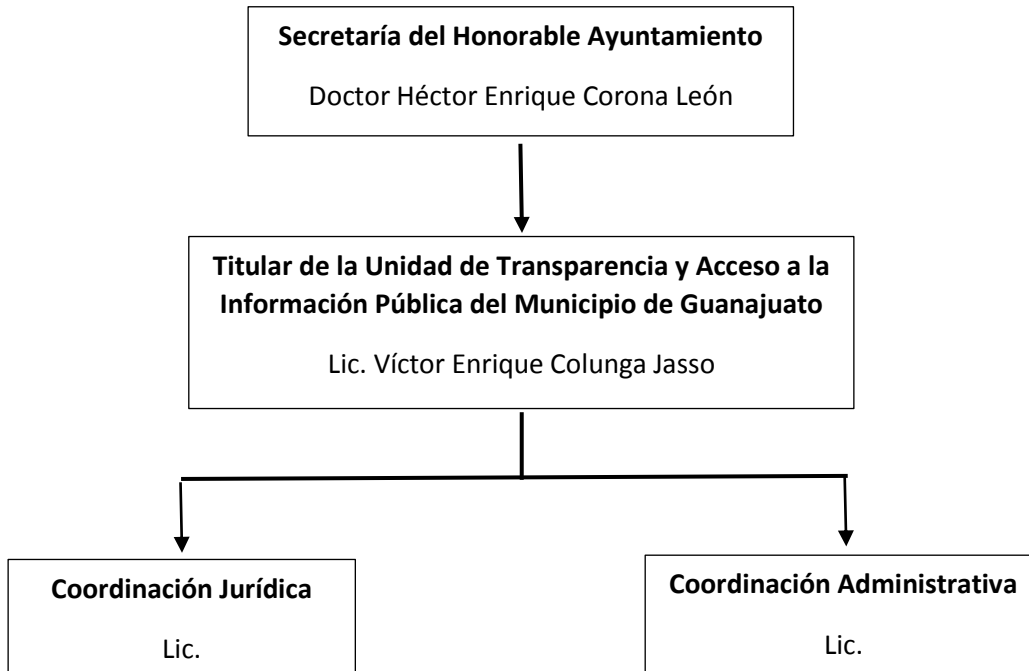 Secretaría del Honorable Ayuntamiento
Doctor Héctor Enrique Corona León
Titular de la Unidad de Transparencia y Acceso a la
Información Pública del Municipio de Guanajuato
Lic. Víctor Enrique Colunga Jasso
Coordinación Jurídica
Lic.
Coordinación Administrativa
Lic.